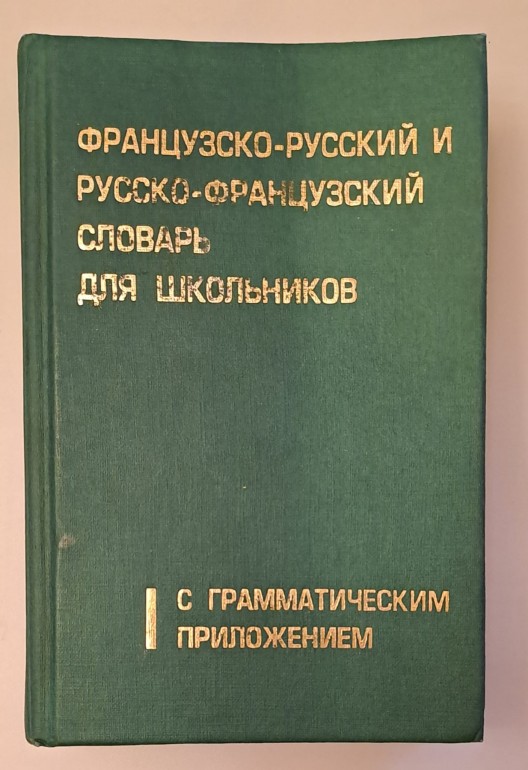 ФРАНЦУЗСКО-РУССКИЙ И
РУССКО-ФРАНЦУЗСКИЙ
СЛОВАРЬ
ДЛЯ ШКОЛЬНИКОВ
С ГРАММАТИЧЕСКИМ
ПРИЛОЖЕНИЕМ